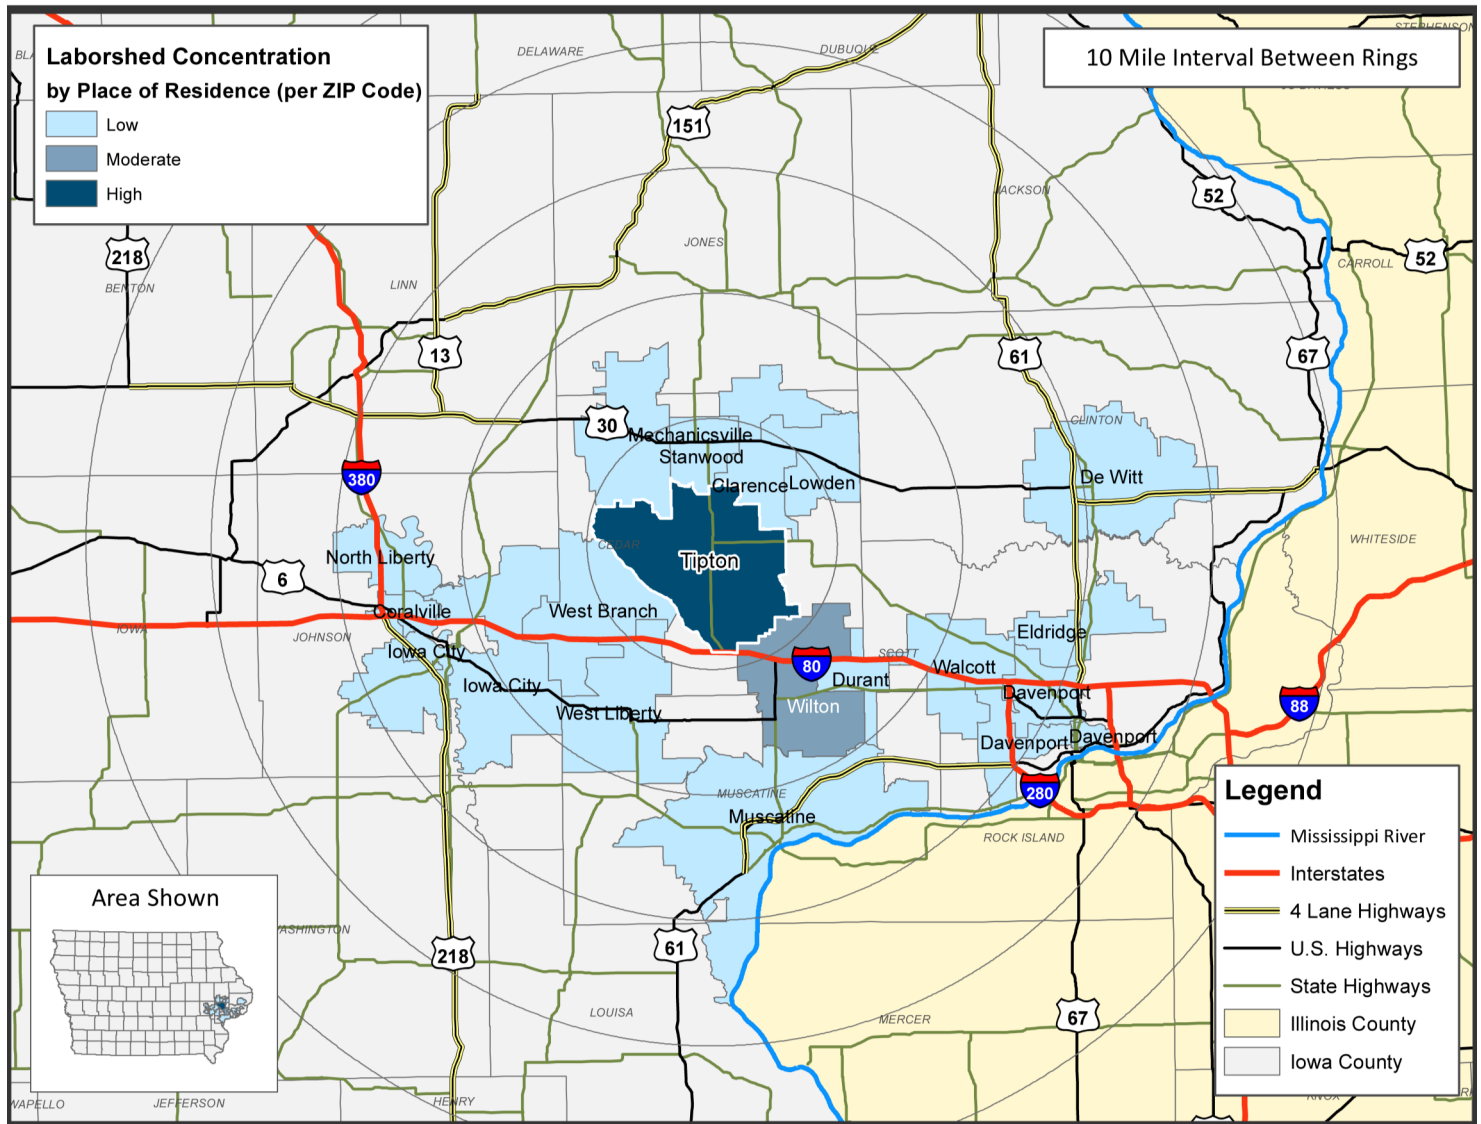 Laborshed Concentration
by Place of Residence (per ZIP Code)
Low
Moderate
High
10 Mile Interval Between Rings
DELAWARE
DUBUQUE
STEPHENSON
151
JACKSON
52
218
JONES
52
CARROLL
BENTON
LINN
13
61
67
30
CLINTON
Mechanicsville
Stanwood
380
De Witt
Clarence
Lowden
WHITESIDE
CEDAR
North Liberty
Tipton
6
West Branch
Coralville
IOWA
JOHNSON
Eldridge
Iowa City
SCOTT
80
Walcott
Durant
Iowa City
Davenport
88
West Liberty
Wilton
Davenport
Davenport
MUSCATINE
280
Muscatine
ROCK ISLAND
Legend
Mississippi River
Interstates
4 Lane Highways
U.S. Highways
State Highways
Illinois County
Iowa County
Area Shown
ASHINGTON
218
61
LOUISA
MERCER
67
WAPELLO
JEFFERSON
HENRY
KNOX